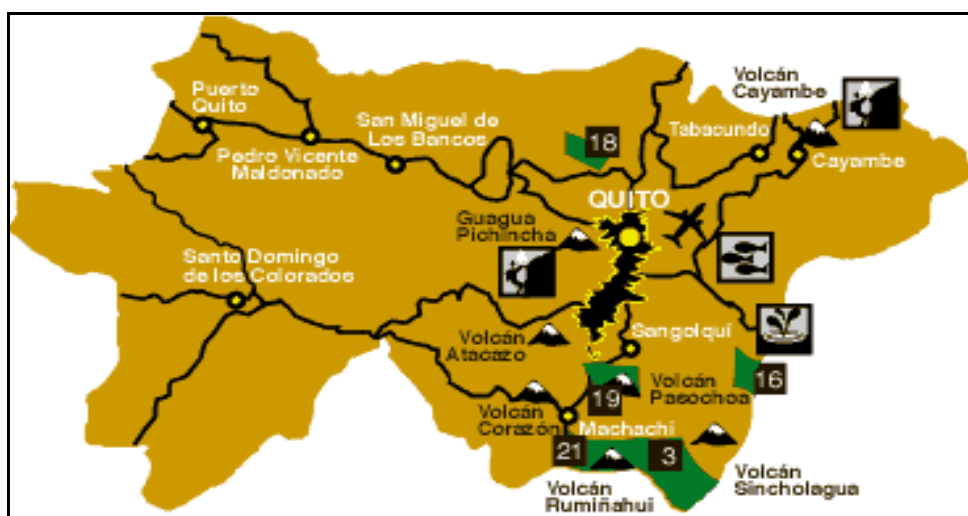 Puerto
Quito
Pedro Vicente
Maldonado
San Miguel de
Los Bancos
18
Volcán
Cayambe
Tabacundo
Cayambe
QUITO
Guagua
Pichincha
Santo Domingo
de los Colorados
Volcán
Atacazo
Sangolquí
16
Volcán
Pasochoa
19
Volcán
Corazón
Machachi
21
3
Volcán
Rumiñahui
Volcán
Sincholagua